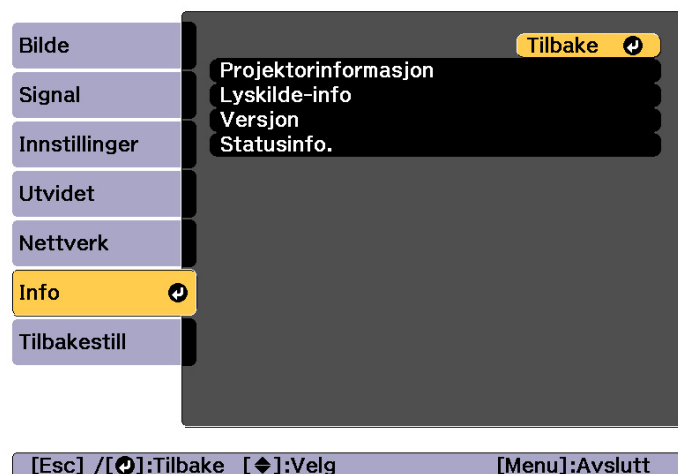 Bilde
Signal
Innstillinger
Utvidet
Nettverk
Info
Tilbakestill
Tilbake
Projektorinformasjon
Lyskilde-info
Versjon
Statusinfo.
[Esc] /[⏎]:Tilbake [◆]:Velg [Menu]:Avslutt